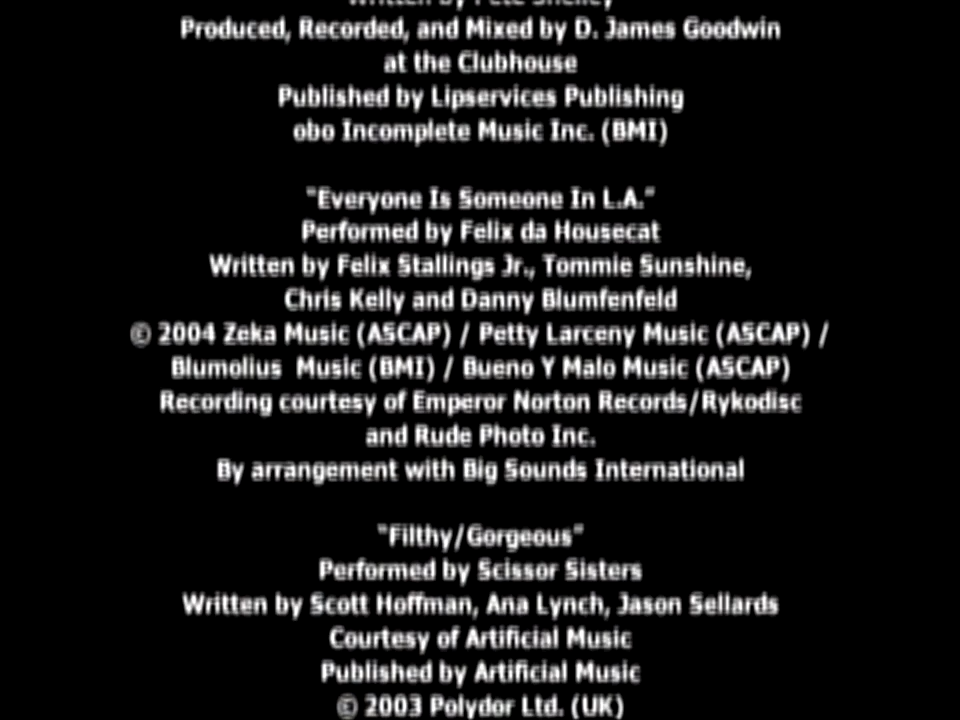 Written by Pete Shelley
Produced, Recorded, and Mixed by D. James Goodwin
at the Clubhouse
Published by Lipservices Publishing
obo Incomplete Music Inc. (BMI)
"Everyone Is Someone In L.A."
Performed by Felix da Housecat
Written by Felix Stallings Jr., Tommie Sunshine,
Chris Kelly and Danny Blumfenfeld
© 2004 Zeka Music (ASCAP) / Petty Larceny Music (ASCAP) /
Blumolius Music (BMI) / Bueno Y Malo Music (ASCAP)
Recording courtesy of Emperor Norton Records/Rykodisc
and Rude Photo Inc.
By arrangement with Big Sounds International
"Filthy/Gorgeous"
Performed by Scissor Sisters
Written by Scott Hoffman, Ana Lynch, Jason Sellards
Courtesy of Artificial Music
Published by Artificial Music
© 2003 Polydor Ltd. (UK)